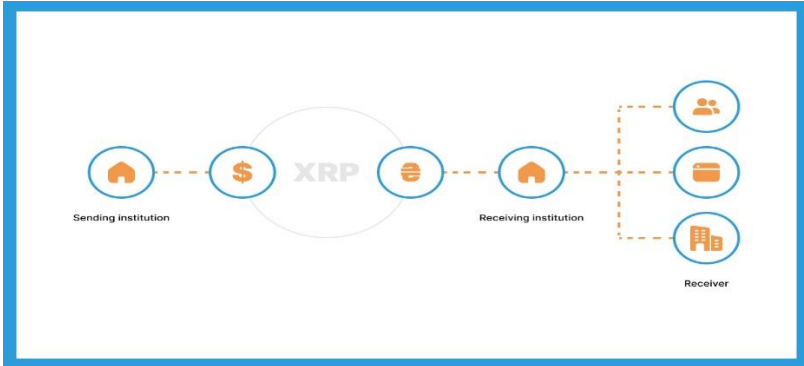 $
XRP
₴
Sending institution
Receiving institution
Receiver